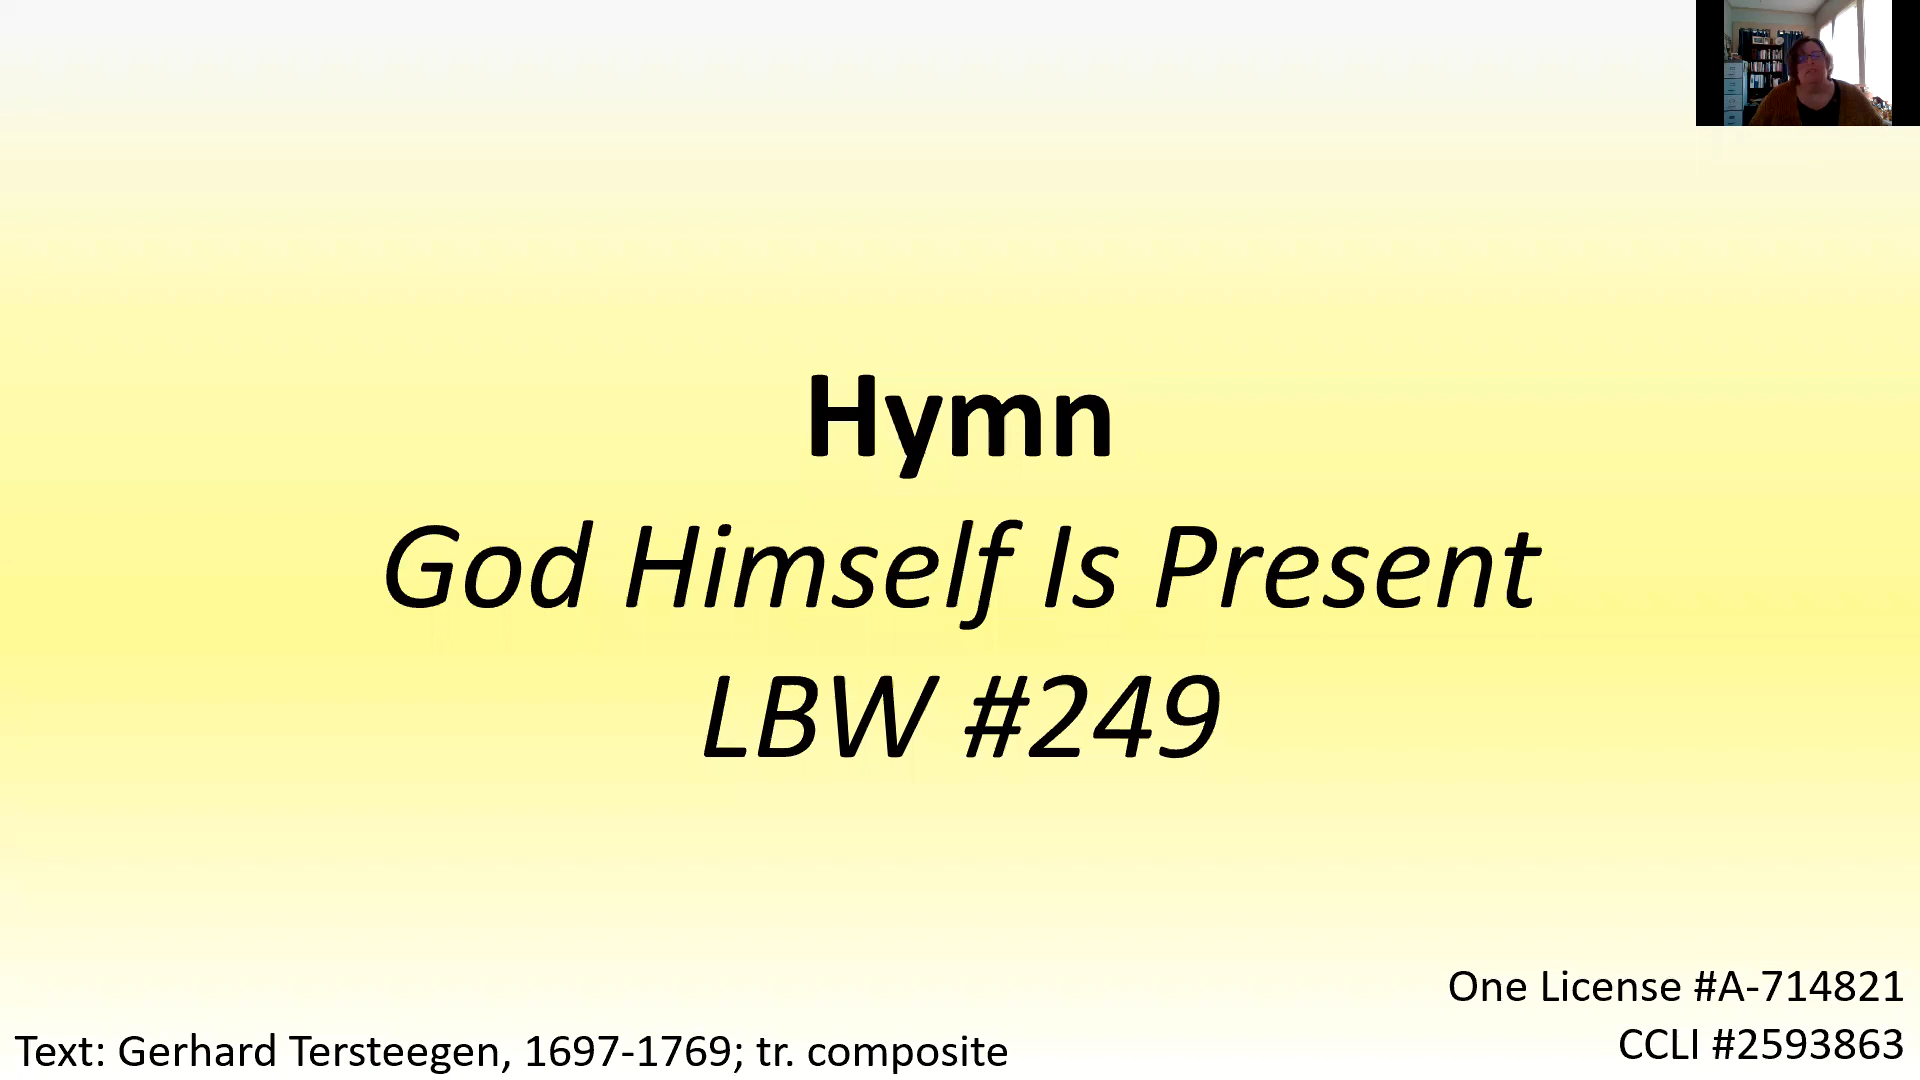 Hymn
God Himself Is Present
LBW #249
One License #A-714821
CCLI #2593863
Text: Gerhard Tersteegen, 1697-1769; tr. composite